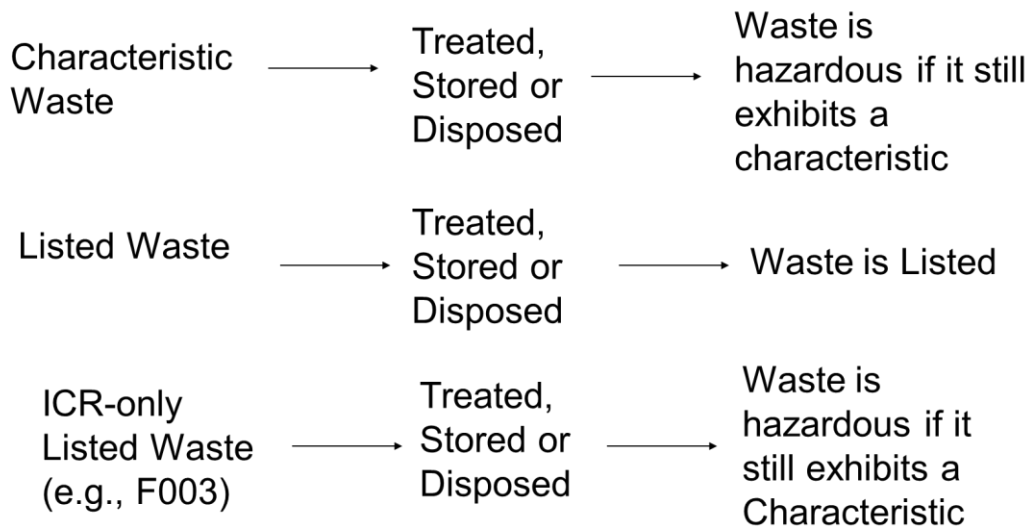 Characteristic
Waste
Treated,
Stored or
Disposed
Waste is
hazardous if it still
exhibits a
characteristic
Listed Waste
Treated,
Stored or
Disposed
Waste is Listed
ICR-only
Listed Waste
(e.g., F003)
Treated,
Stored or
Disposed
Waste is
hazardous if it
still exhibits a
Characteristic